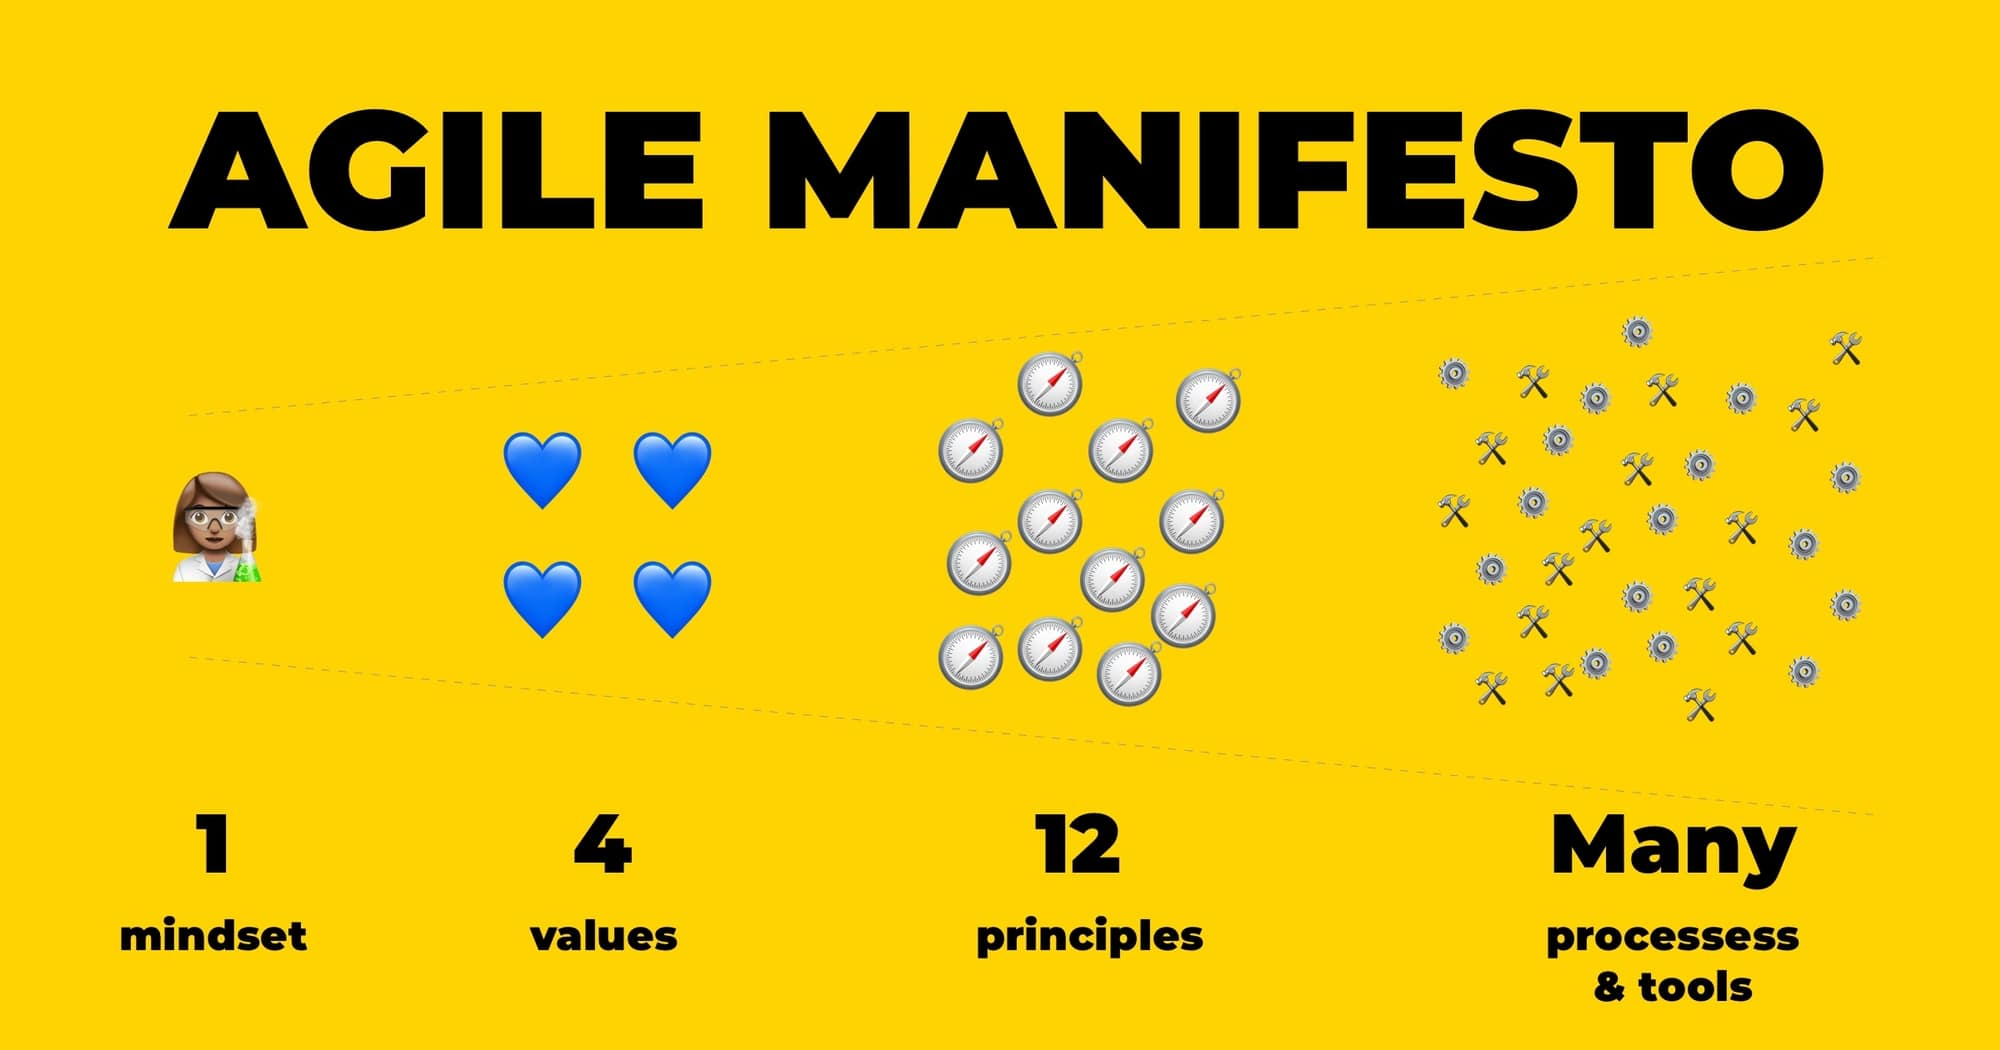 AGILE MANIFESTO
1
mindset
4
values
12
principles
Many
processess
& tools